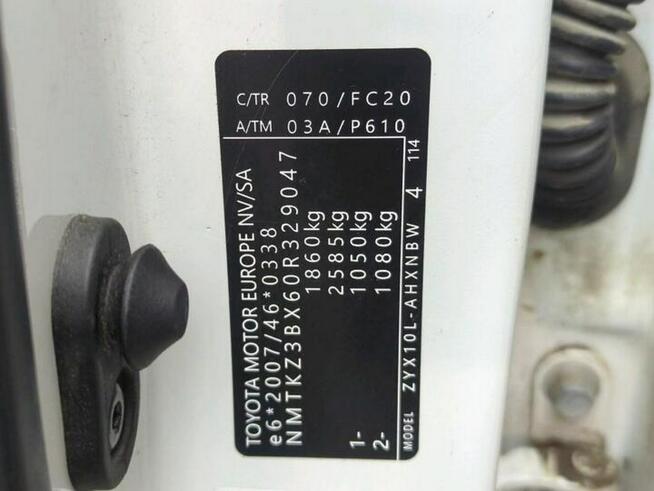 C/TR 070/FC20
A/TM 03A/P610
TOYOTA MOTOR EUROPE NV/SA
e6*2007/46*0338
NMTKZ3BX60R329047
1860kg
2585kg
1- 1050kg
2- 1080kg
MODEL ZYX10L-AHXNBW 4 114